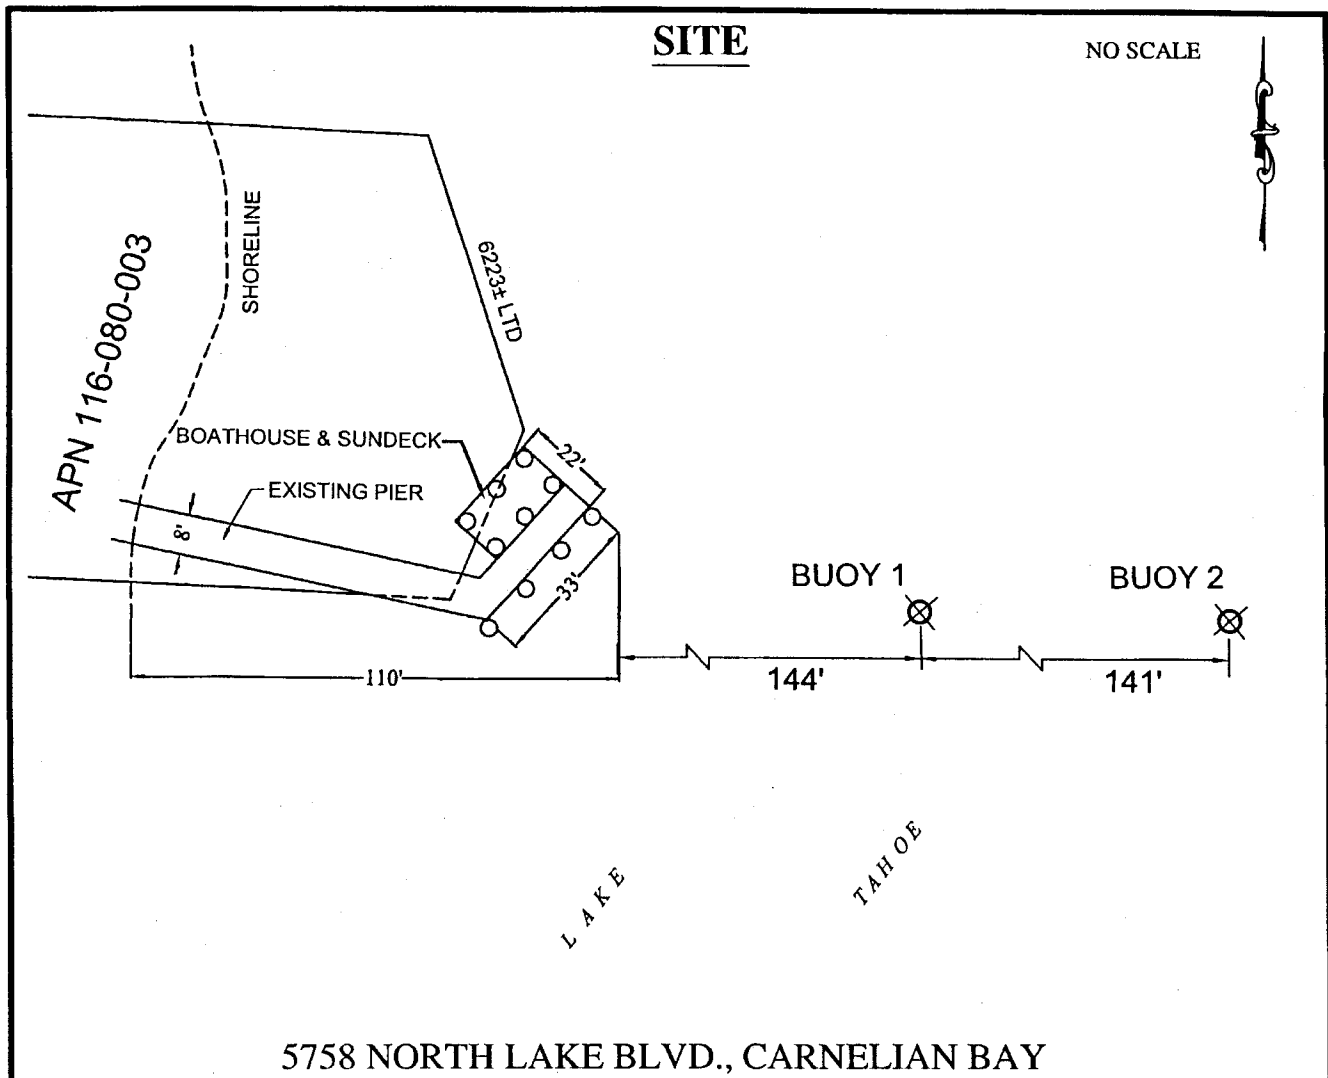 SITE
NO SCALE
SHORELINE
APN 116-080-003
6223± LTD
BOATHOUSE & SUNDECK
22'
EXISTING PIER
8'
33'
BUOY 1
BUOY 2
110'
144'
141'
LAKE
TAHOE
5758 NORTH LAKE BLVD., CARNELIAN BAY